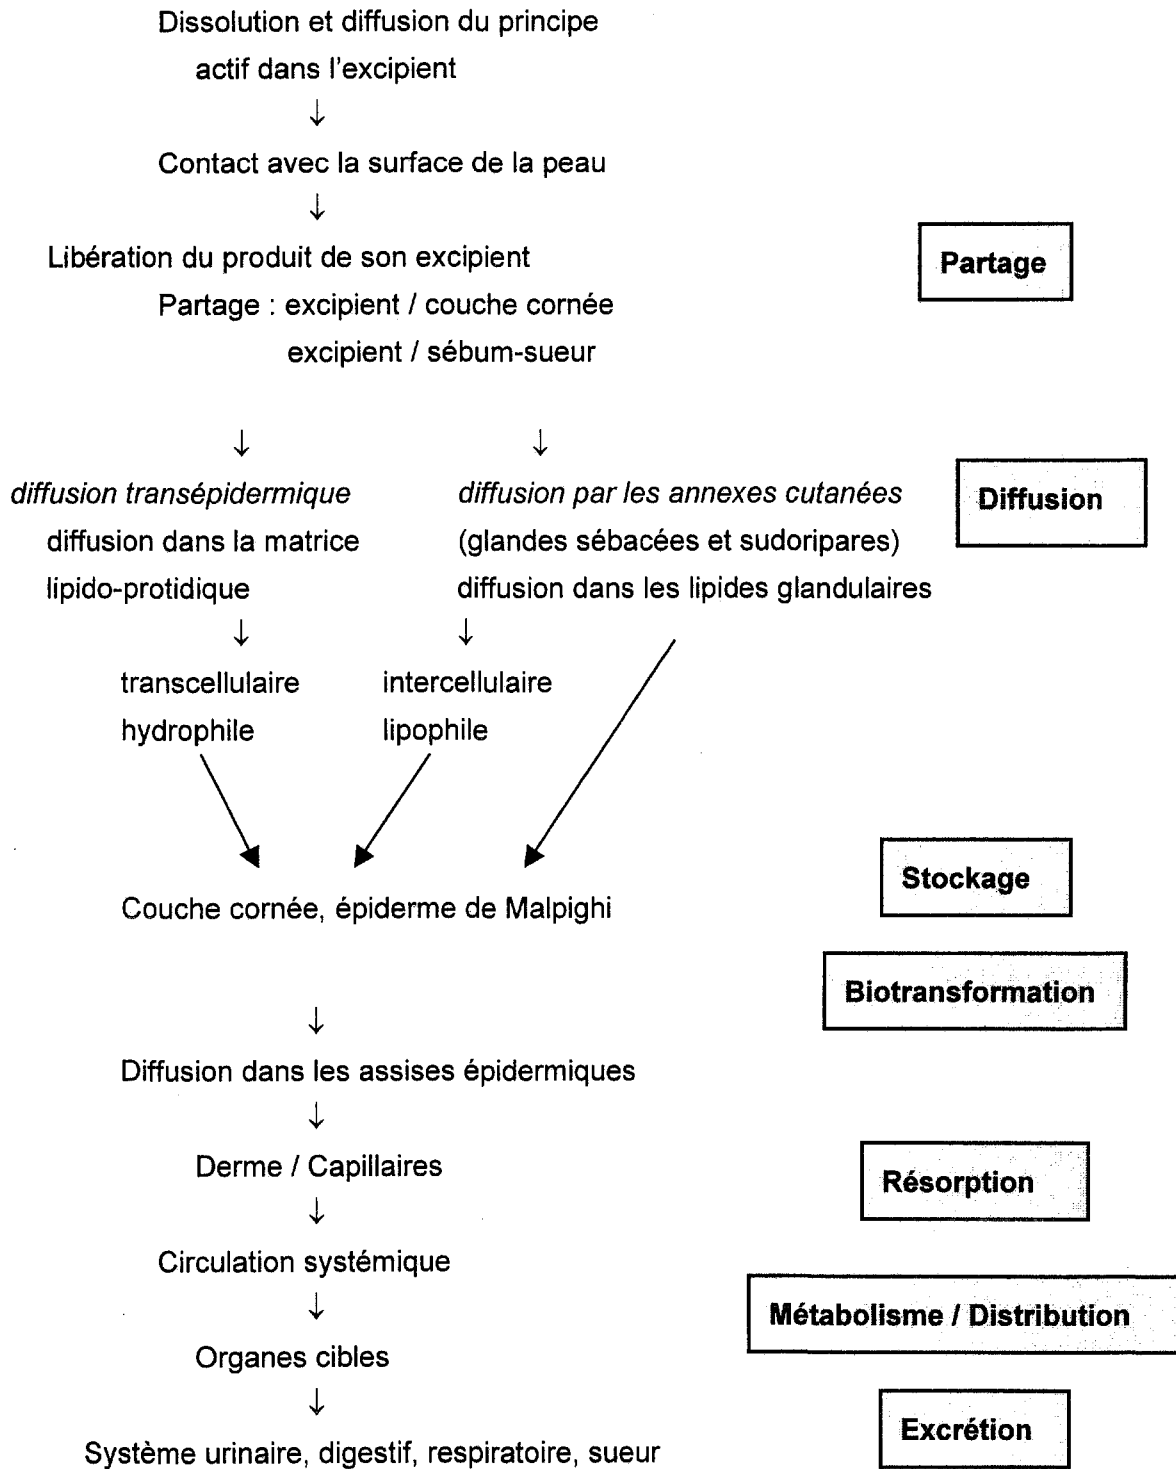 Dissolution et diffusion du principe
actif dans l'excipient
↓
Contact avec la surface de la peau
↓
Libération du produit de son excipient
Partage
Partage : excipient / couche cornée
excipient / sébum-sueur
↓ ↓
diffusion transépidermique diffusion par les annexes cutanées
Diffusion
diffusion dans la matrice (glandes sébacées et sudoripares)
lipido-protidique diffusion dans les lipides glandulaires
↓ ↓
transcellulaire intercellulaire
hydrophile lipophile
Stockage
Couche cornée, épiderme de Malpighi
Biotransformation
↓
Diffusion dans les assises épidermiques
↓
Derme / Capillaires
Résorption
↓
Circulation systémique
↓
Métabolisme / Distribution
Organes cibles
↓
Excrétion
Système urinaire, digestif, respiratoire, sueur